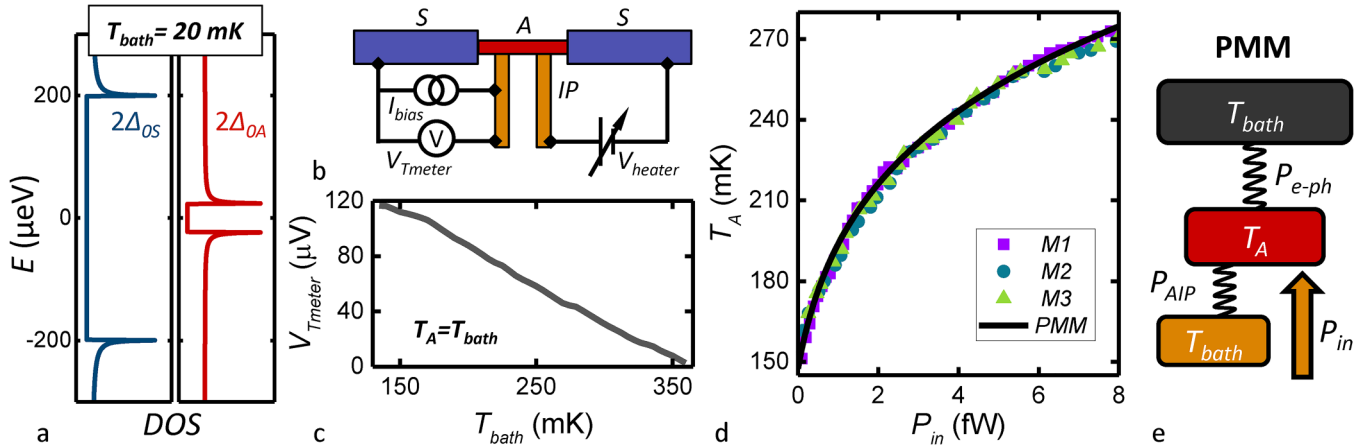 a
T_bath = 20 mK
E (μeV)
200
0
-200
2Δ_0S
2Δ_0A
DOS
b
S
A
S
I_bias
IP
V
V_Tmeter
V_heater
c
V_Tmeter (μV)
120
80
40
0
T_A=T_bath
150
250
350
T_bath (mK)
d
T_A (mK)
270
240
210
180
150
M1
M2
M3
PMM
0
2
4
6
8
P_in (fW)
e
PMM
T_bath
P_e-ph
T_A
P_AIP
T_bath
P_in